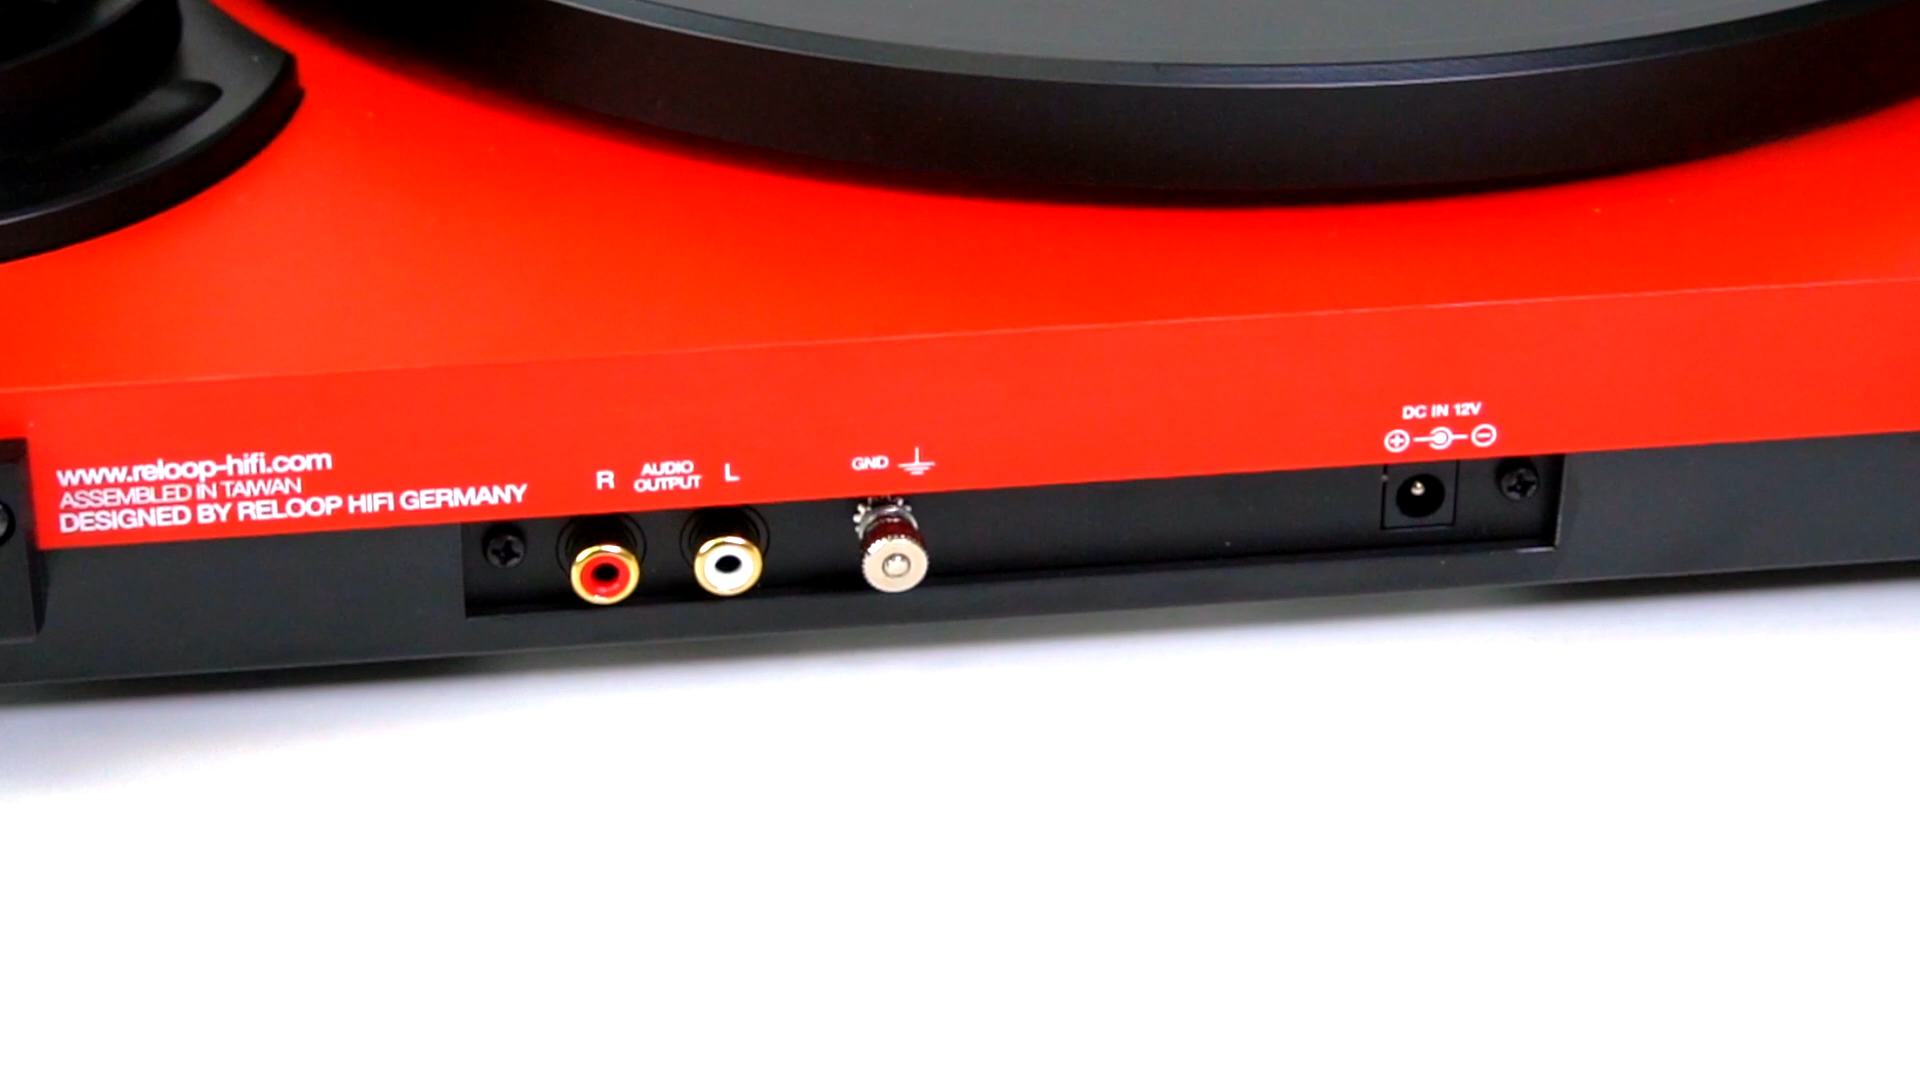 www.reloop-hifi.com
ASSEMBLED IN TAIWAN
DESIGNED BY RELOOP HIFI GERMANY
R AUDIO OUTPUT L
GND
DC IN 12V